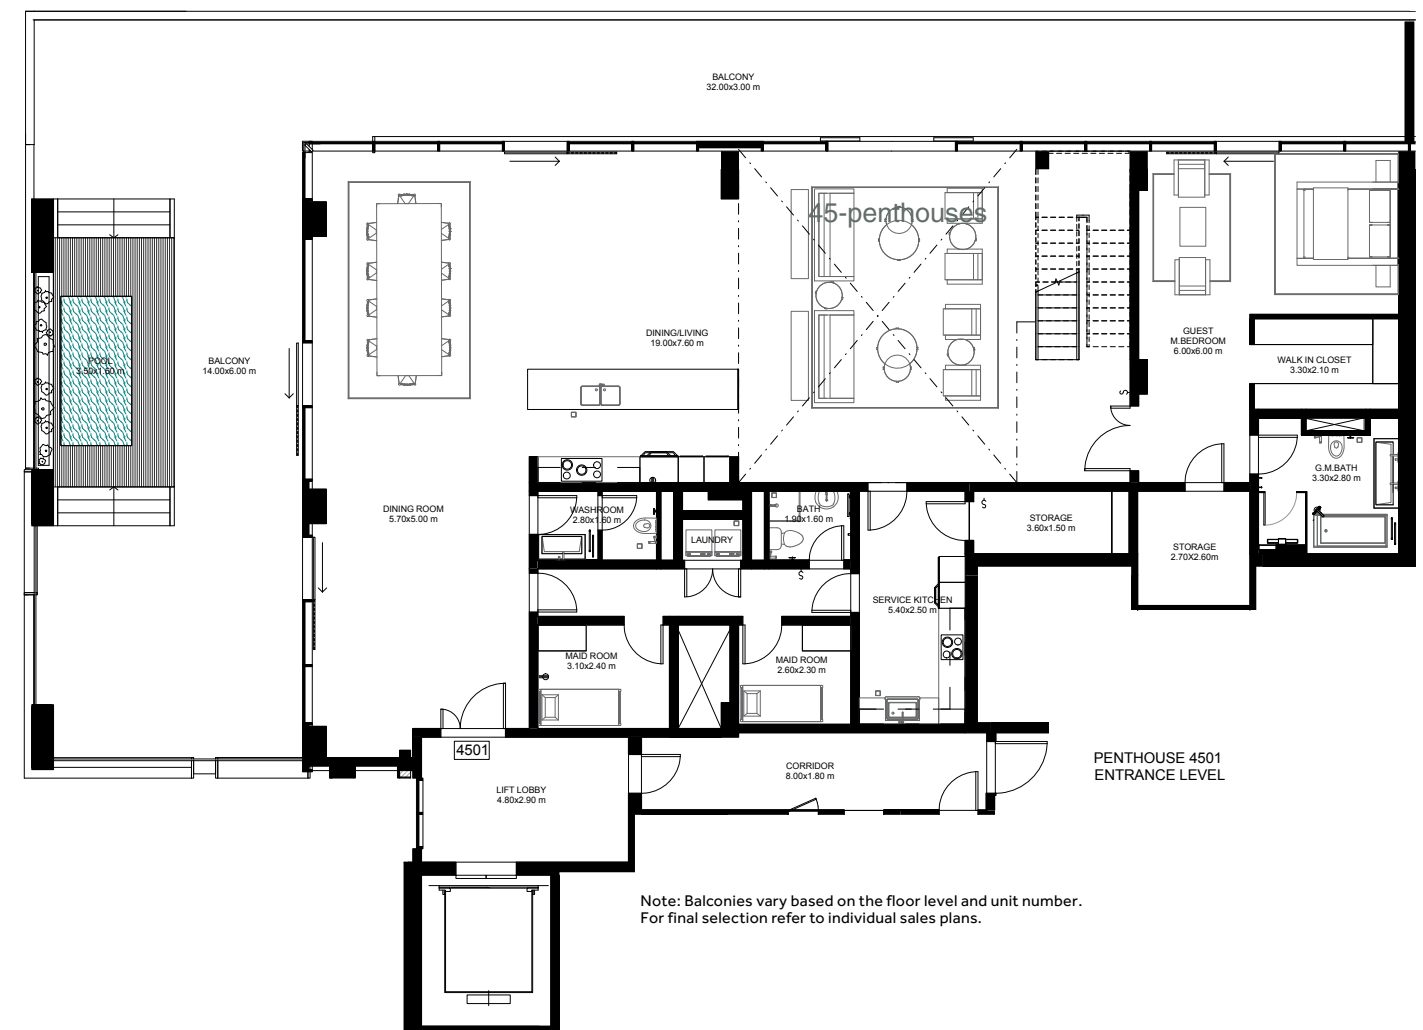 BALCONY
32.00x3.00 m
45-penthouses
DINING/LIVING
19.00x7.60 m
GUEST
M.BEDROOM
6.00x6.00 m
WALK IN CLOSET
3.30x2.10 m
POOL
3.50x1.60 m
BALCONY
14.00x6.00 m
G.M.BATH
3.30x2.80 m
DINING ROOM
5.70x5.00 m
WASHROOM
2.80x1.60 m
BATH
1.90x1.60 m
STORAGE
3.60x1.50 m
LAUNDRY
STORAGE
2.70X2.60m
SERVICE KITCHEN
5.40x2.50 m
MAID ROOM
3.10x2.40 m
MAID ROOM
2.60x2.30 m
4501
CORRIDOR
8.00x1.80 m
PENTHOUSE 4501
ENTRANCE LEVEL
LIFT LOBBY
4.80x2.90 m
Note: Balconies vary based on the floor level and unit number.
For final selection refer to individual sales plans.